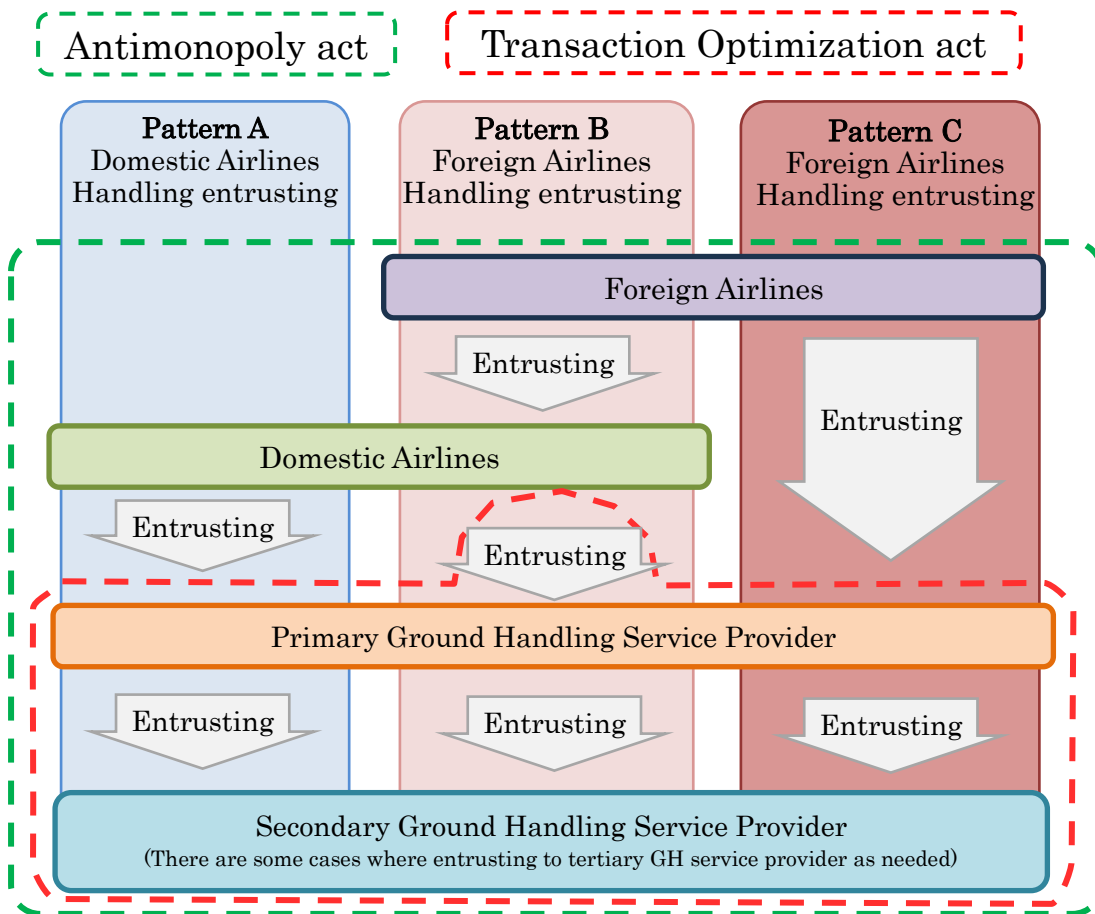 Antimonopoly act
Transaction Optimization act
Pattern A
Domestic Airlines
Handling entrusting
Pattern B
Foreign Airlines
Handling entrusting
Pattern C
Foreign Airlines
Handling entrusting
Foreign Airlines
Entrusting
Entrusting
Domestic Airlines
Entrusting
Entrusting
Primary Ground Handling Service Provider
Entrusting
Entrusting
Entrusting
Secondary Ground Handling Service Provider
(There are some cases where entrusting to tertiary GH service provider as needed)